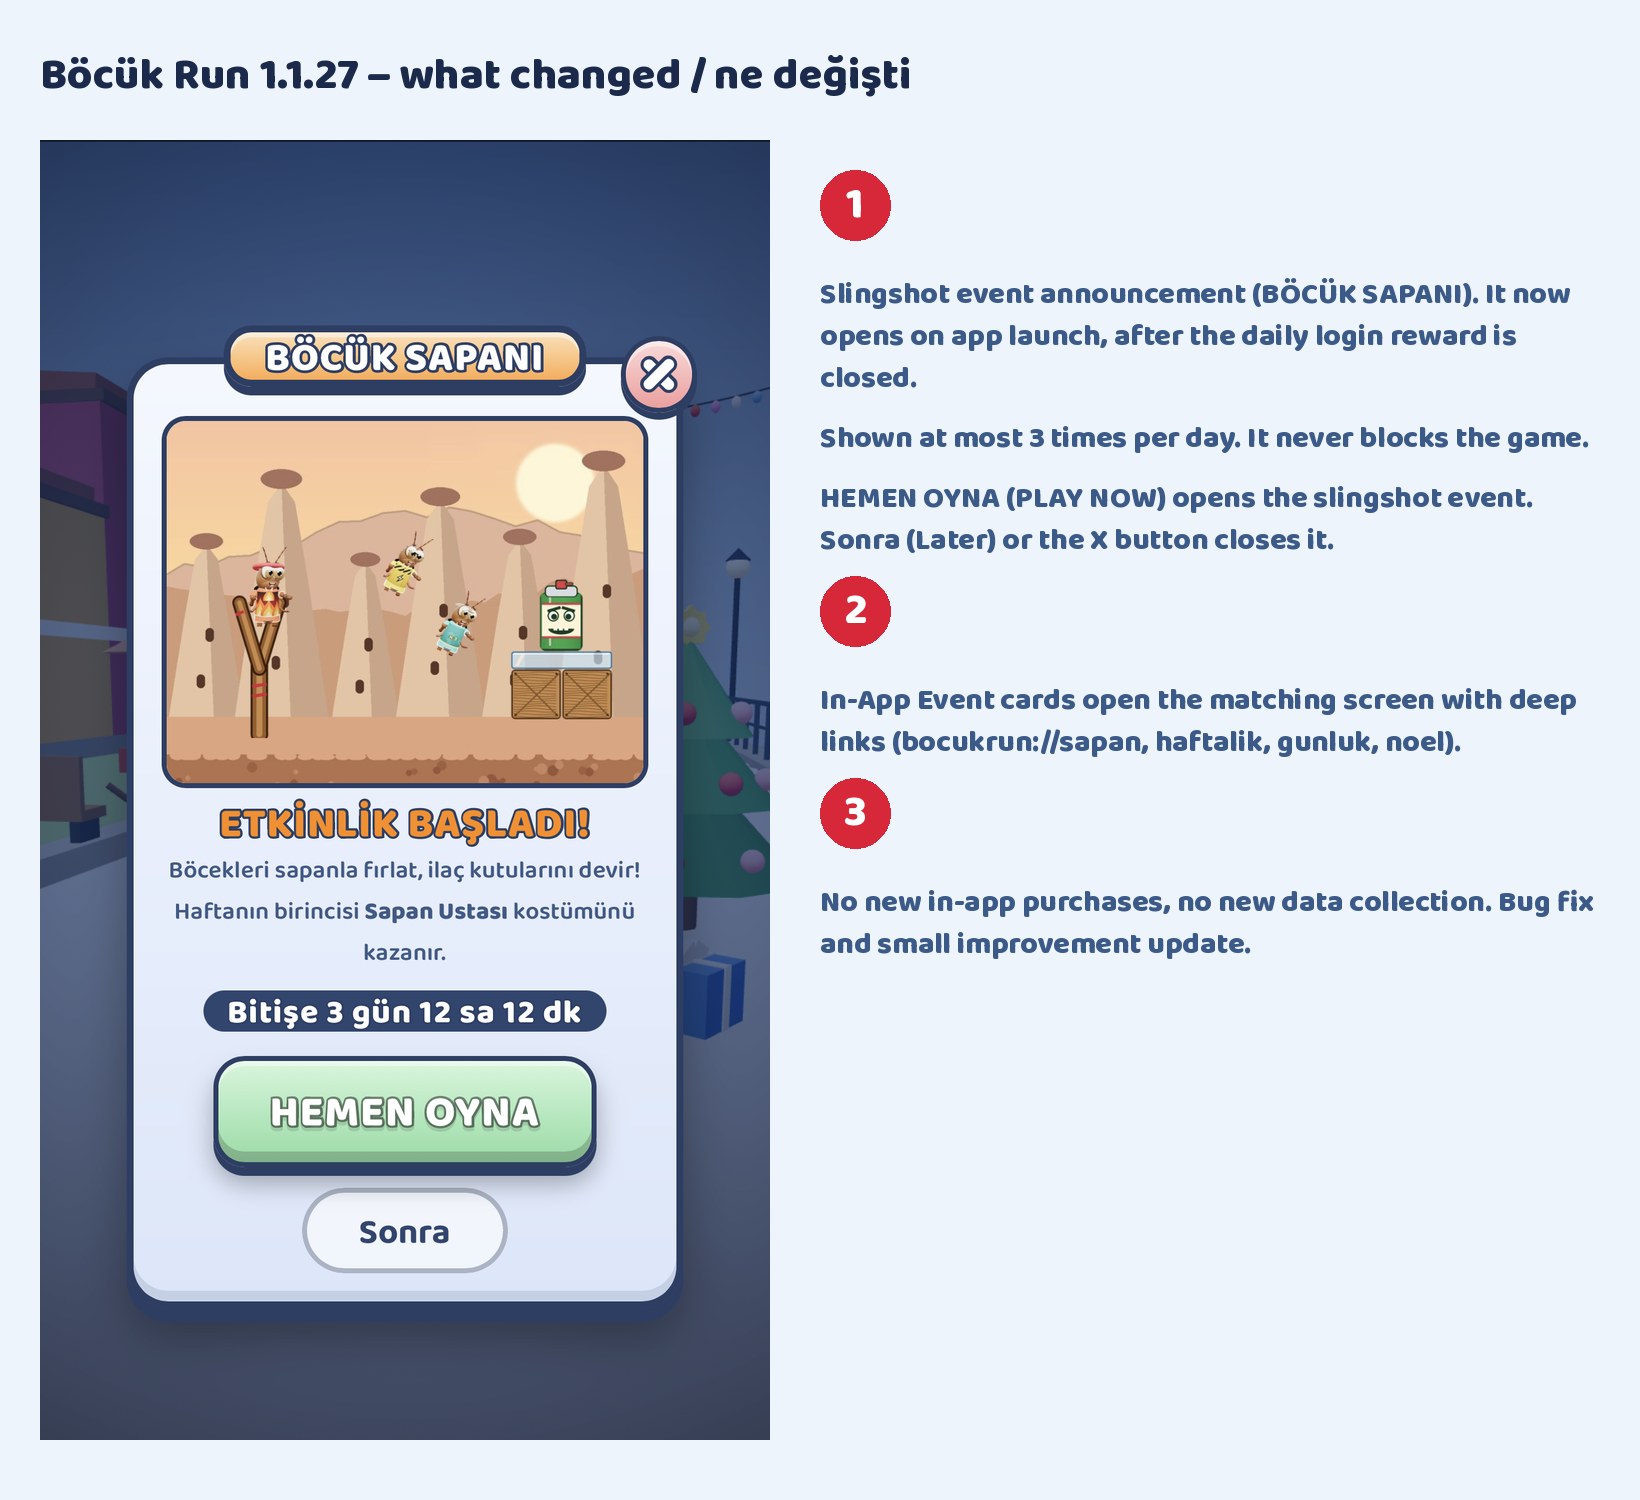 Böcük Run 1.1.27 – what changed / ne değişti
BÖCÜK SAPANI
ETKİNLİK BAŞLADI!
Böcekleri sapanla fırlat, ilaç kutularını devir!
Haftanın birincisi Sapan Ustası kostümünü
kazanır.
Bitişe 3 gün 12 sa 12 dk
HEMEN OYNA
Sonra
1
Slingshot event announcement (BÖCÜK SAPANI). It now
opens on app launch, after the daily login reward is
closed.
Shown at most 3 times per day. It never blocks the game.
HEMEN OYNA (PLAY NOW) opens the slingshot event.
Sonra (Later) or the X button closes it.
2
In-App Event cards open the matching screen with deep
links (bocukrun://sapan, haftalik, gunluk, noel).
3
No new in-app purchases, no new data collection. Bug fix
and small improvement update.